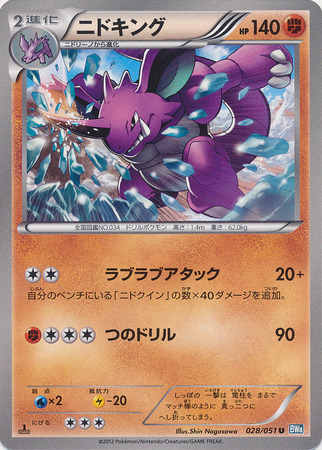 2進化 ニドキング HP140
ニドリーノから進化
全国図鑑NO.034 ドリルポケモン 高さ:1.4m 重さ:62.0kg
ラブラブアタック 20+
自分のベンチにいる「ニドクイン」の数×40ダメージを追加。
つのドリル 90
弱点 抵抗力
×2 -20
にげる
しっぽの 一撃は 電柱を まるで
マッチ棒のように 真っ二つに
へし折ってしまう。
1 Illus.Shin Nagasawa BW8 028/051 U
©2012 Pokémon/Nintendo/Creatures/GAME FREAK.